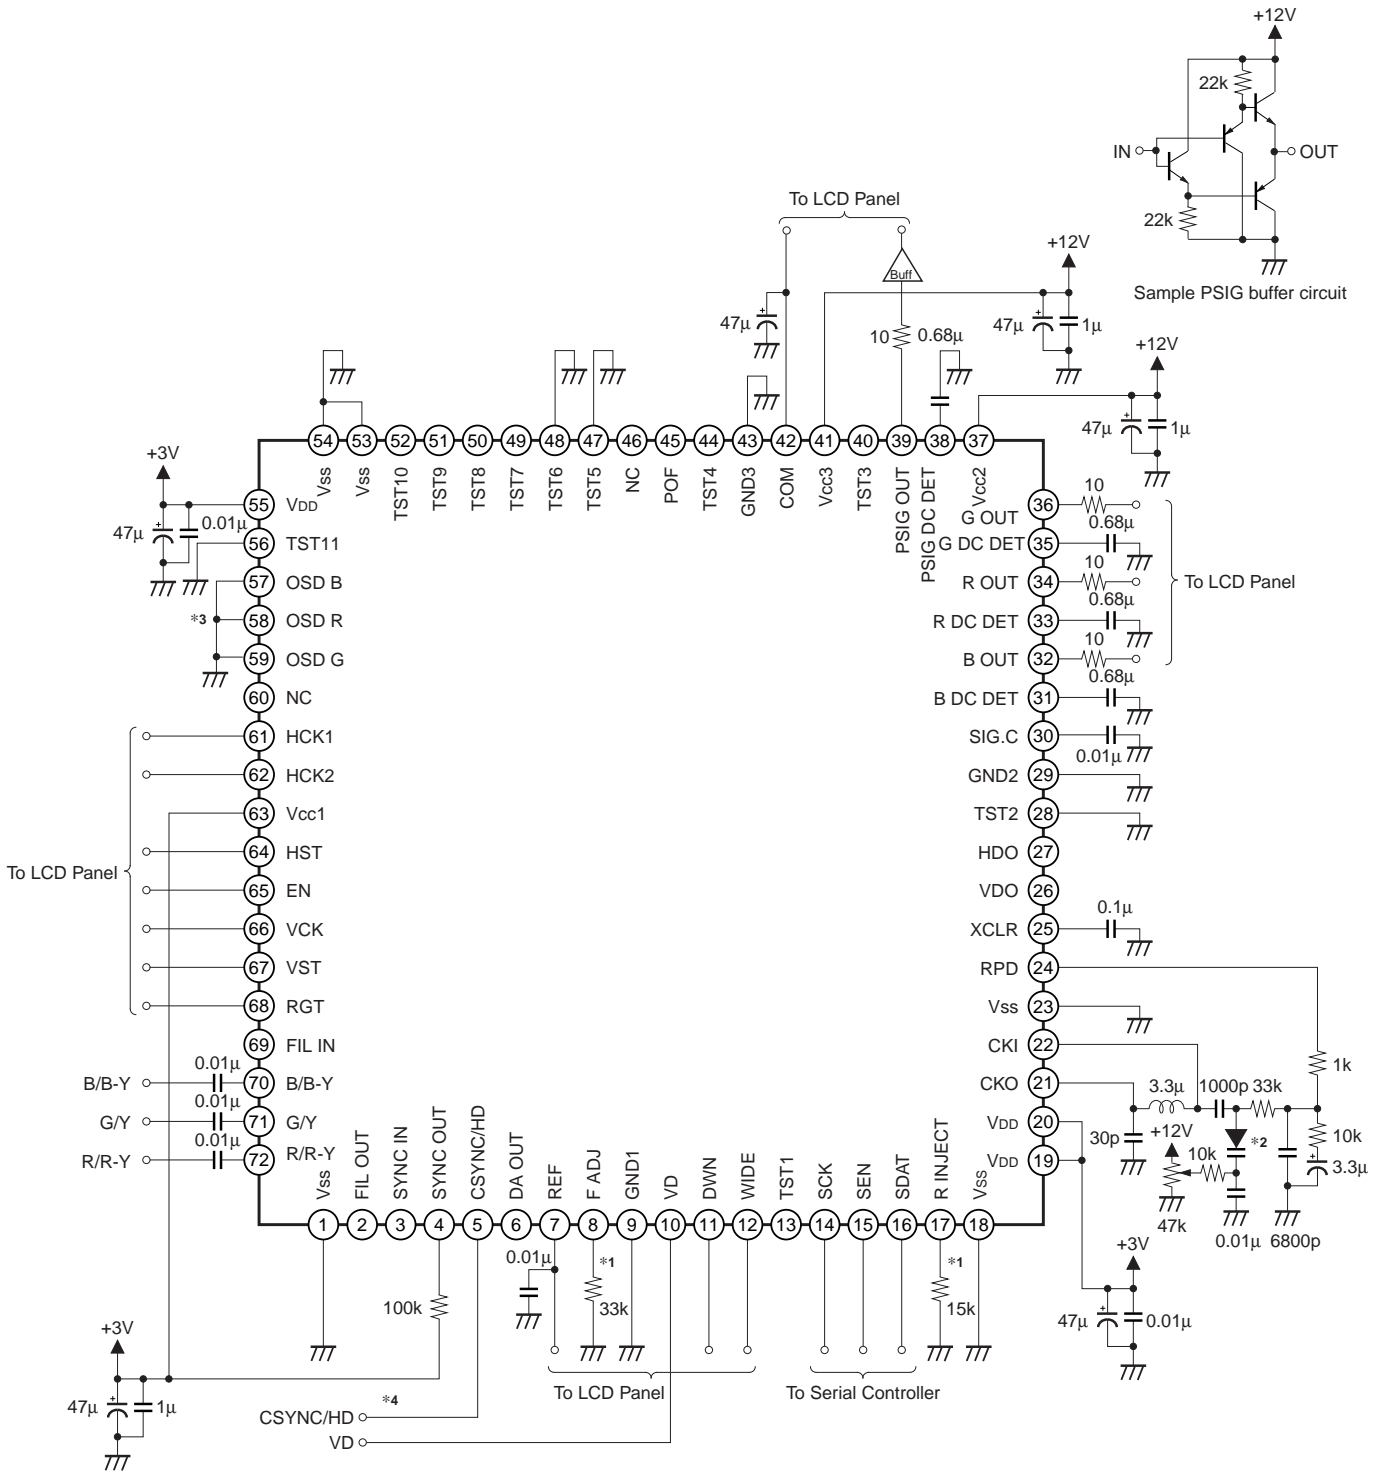 +12V
22k
IN
OUT
22k
Sample PSIG buffer circuit
To LCD Panel
+12V
Buff
47μ
10
0.68μ
47μ
1μ
+12V
47μ
1μ
54 53 52 51 50 49 48 47 46 45 44 43 42 41 40 39 38 37
Vss
Vss
TST10
TST9
TST8
TST7
TST6
TST5
NC
POF
TST4
GND3
COM
Vcc3
TST3
PSIG OUT
PSIG DC DET
Vcc2
+3V
47μ
0.01μ
55 VDD
56 TST11
57 OSD B
*3
58 OSD R
59 OSD G
60 NC
61 HCK1
62 HCK2
63 Vcc1
64 HST
To LCD Panel
65 EN
66 VCK
67 VST
68 RGT
69 FIL IN
0.01μ
B/B-Y
70 B/B-Y
0.01μ
G/Y
71 G/Y
0.01μ
R/R-Y
72 R/R-Y
G OUT 36
10
0.68μ
G DC DET 35
10
R OUT 34
To LCD Panel
0.68μ
R DC DET 33
10
B OUT 32
0.68μ
B DC DET 31
SIG.C 30
0.01μ
GND2 29
TST2 28
HDO 27
VDO 26
0.1μ
XCLR 25
RPD 24
Vss 23
CKI 22
1k
CKO 21
3.3μ
1000p
33k
VDD 20
30p
+12V
10k
*2
10k
VDD 19
3.3μ
47k
0.01μ
6800p
Vss
FIL OUT
SYNC IN
SYNC OUT
CSYNC/HD
DA OUT
REF
F ADJ
GND1
VD
DWN
WIDE
TST1
SCK
SEN
SDAT
R INJECT
Vss
1 2 3 4 5 6 7 8 9 10 11 12 13 14 15 16 17 18
0.01μ
*1
33k
*1
15k
100k
+3V
47μ
0.01μ
+3V
47μ
1μ
To LCD Panel
To Serial Controller
*4
CSYNC/HD
VD